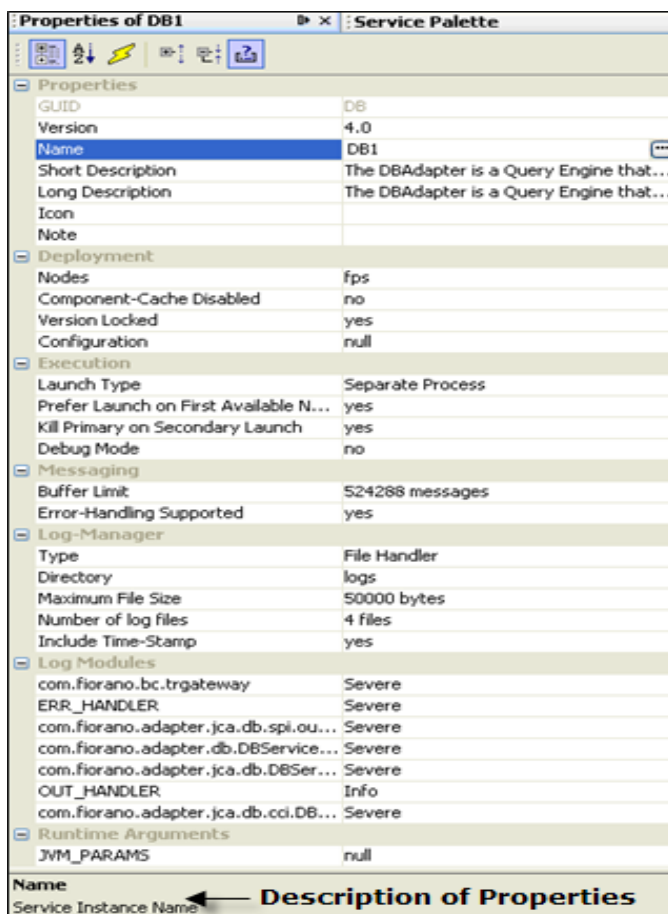 Properties of DB1 Service Palette
Properties
GUID DB
Version 4.0
Name DB1
Short Description The DBAdapter is a Query Engine that...
Long Description The DBAdapter is a Query Engine that...
Icon
Note
Deployment
Nodes fps
Component-Cache Disabled no
Version Locked yes
Configuration null
Execution
Launch Type Separate Process
Prefer Launch on First Available N... yes
Kill Primary on Secondary Launch yes
Debug Mode no
Messaging
Buffer Limit 524288 messages
Error-Handling Supported yes
Log-Manager
Type File Handler
Directory logs
Maximum File Size 50000 bytes
Number of log files 4 files
Include Time-Stamp yes
Log Modules
com.fiorano.bc.trgateway Severe
ERR_HANDLER Severe
com.fiorano.adapter.jca.db.spi.ou... Severe
com.fiorano.adapter.db.DBService... Severe
com.fiorano.adapter.jca.db.DBSer... Severe
OUT_HANDLER Info
com.fiorano.adapter.jca.db.cci.DB... Severe
Runtime Arguments
JVM_PARAMS null
Name
Service Instance Name Description of Properties